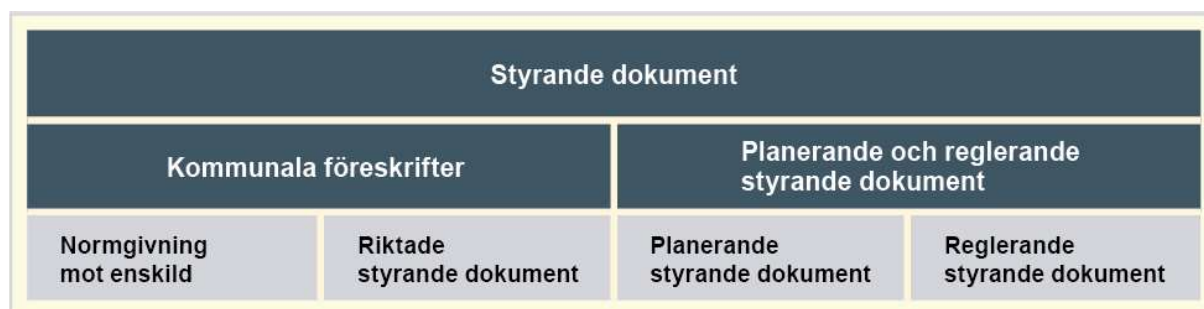 Styrande dokument
Kommunala föreskrifter
Planerande och reglerande
styrande dokument
Normgivning
mot enskild
Riktade
styrande dokument
Planerande
styrande dokument
Reglerande
styrande dokument